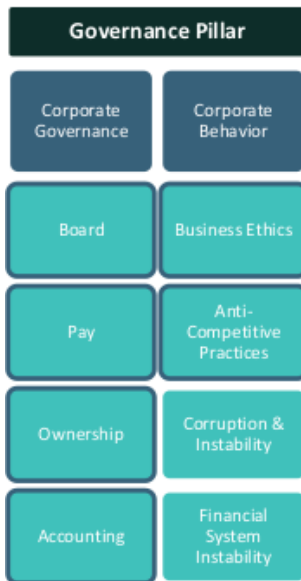 Governance Pillar
Corporate
Governance
Corporate
Behavior
Board
Business Ethics
Pay
Anti-
Competitive
Practices
Ownership
Corruption &
Instability
Accounting
Financial
System
Instability